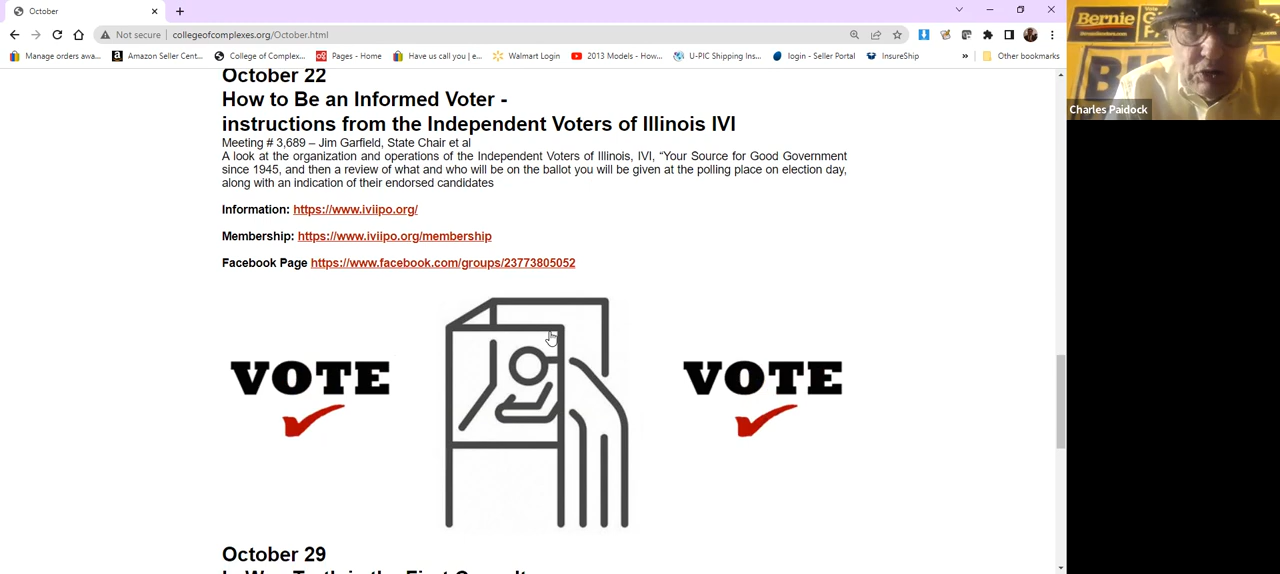 October
Not secure
collegeofcomplexes.org/October.html
Manage orders awa...
Amazon Seller Cent...
College of Complex...
Pages - Home
Have us call you | e...
Walmart Login
2013 Models - How...
U-PIC Shipping Ins...
login - Seller Portal
InsureShip
»
Other bookmarks
October 22
How to Be an Informed Voter -
instructions from the Independent Voters of Illinois IVI
Meeting # 3,689 – Jim Garfield, State Chair et al
A look at the organization and operations of the Independent Voters of Illinois, IVI, “Your Source for Good Government
since 1945, and then a review of what and who will be on the ballot you will be given at the polling place on election day,
along with an indication of their endorsed candidates
Information: https://www.iviipo.org/
Membership: https://www.iviipo.org/membership
Facebook Page https://www.facebook.com/groups/23773805052
VOTE
VOTE
October 29
Bernie
Charles Paidock